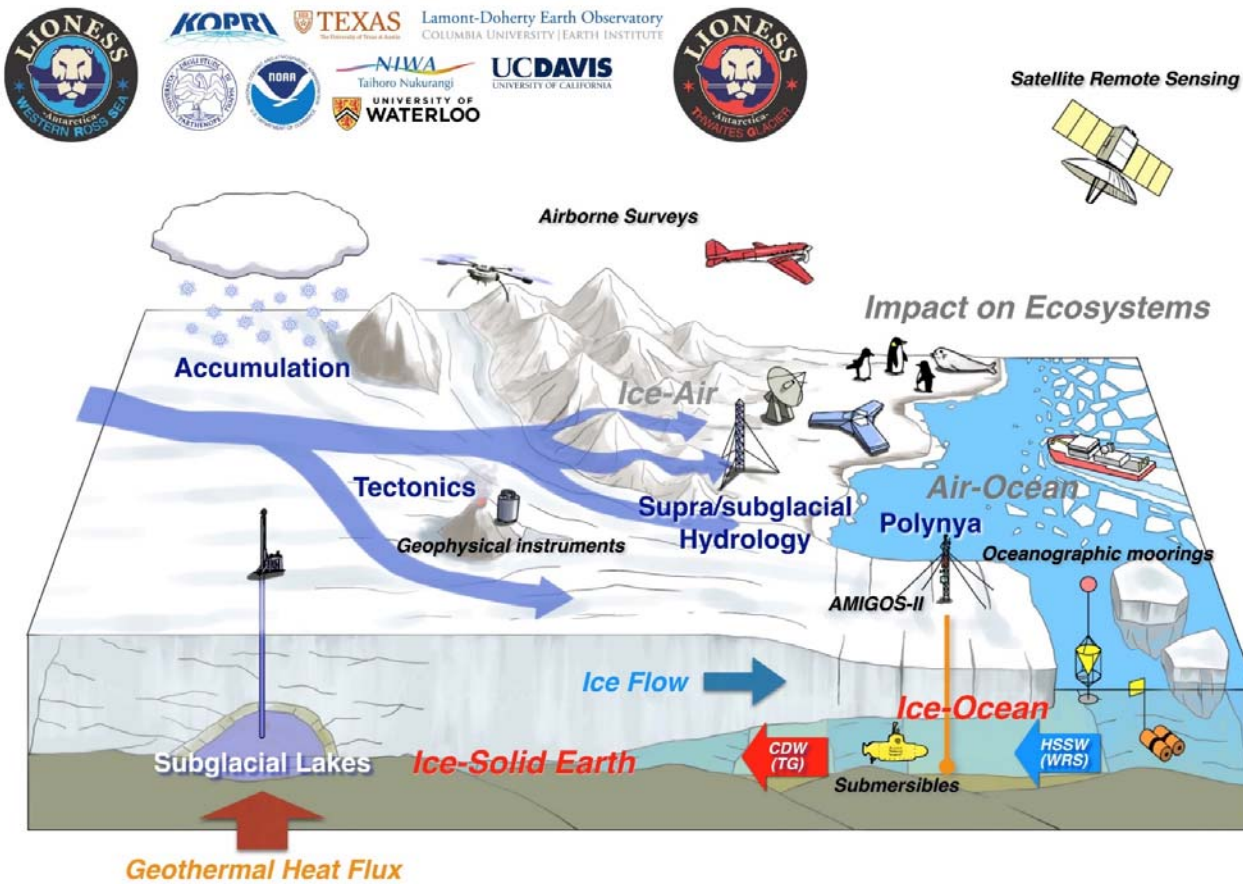 LIONESS
-Antarctica-
WESTERN ROSS SEA
KOPRI
TEXAS
The University of Texas at Austin
Lamont-Doherty Earth Observatory
COLUMBIA UNIVERSITY | EARTH INSTITUTE
NOAA
NIWA
Taihoro Nukurangi
UCDAVIS
UNIVERSITY OF CALIFORNIA
UNIVERSITY OF
WATERLOO
LIONESS
-Antarctica-
THWAITES GLACIER
Satellite Remote Sensing
Airborne Surveys
Impact on Ecosystems
Accumulation
Ice-Air
Tectonics
Geophysical instruments
Supra/subglacial
Hydrology
Air-Ocean
Polynya
Oceanographic moorings
AMIGOS-II
Ice Flow
Ice-Ocean
Subglacial Lakes
Ice-Solid Earth
CDW
(TG)
HSSW
(WRS)
Submersibles
Geothermal Heat Flux